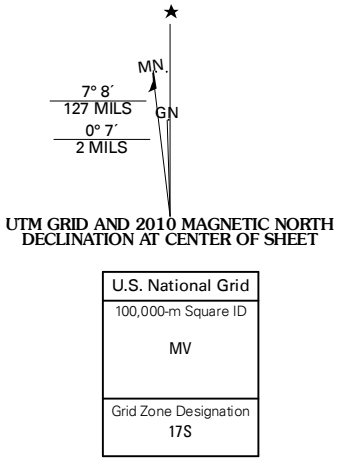 MN
GN
7° 8´
127 MILS
0° 7´
2 MILS
UTM GRID AND 2010 MAGNETIC NORTH
DECLINATION AT CENTER OF SHEET
U.S. National Grid
100,000-m Square ID
MV
Grid Zone Designation
17S